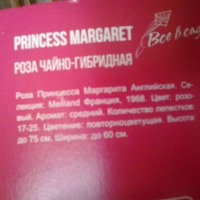 PRINCESS MARGARET
Все в сад
РОЗА ЧАЙНО-ГИБРИДНАЯ
Роза Принцесса Маргарита Английская. Се-
лекция: Meilland Франция, 1968. Цвет: розо-
вый. Аромат: средний. Количество лепестков
17-25. Цветение: повторноцветущая. Высота
до 75 см. Ширина: до 60 см.